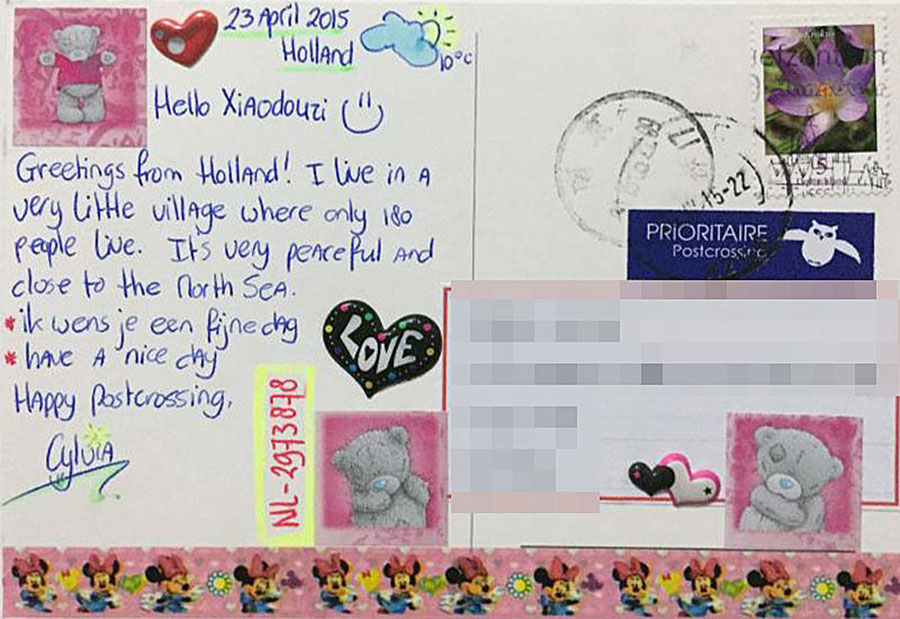 23 April 2015
Holland
10°C
Hello Xiaodouzi
Greetings from Holland! I live in a
very little village where only 180
people live. It's very peaceful and
close to the North Sea.
* ik wens je een fijne dag
* have a nice day
Happy Postcrossing,
Cylvia
LOVE
NL-2973878
15-22
PRIORITAIRE
Postcrossing